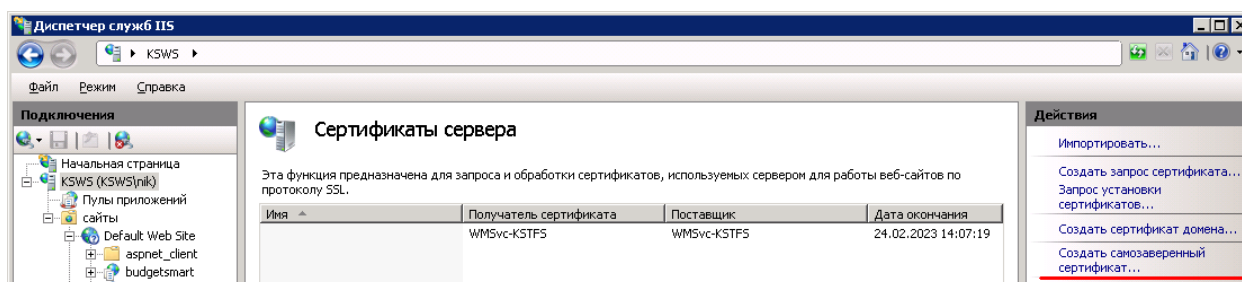 Диспетчер служб IIS
KSWS
Файл Режим Справка
Подключения
Начальная страница
KSWS (KSWS\nik)
Пулы приложений
сайты
Default Web Site
aspnet_client
budgetsmart
Сертификаты сервера
Эта функция предназначена для запроса и обработки сертификатов, используемых сервером для работы веб-сайтов по
протоколу SSL.
Имя Получатель сертификата Поставщик Дата окончания
WMSvc-KSTFS WMSvc-KSTFS 24.02.2023 14:07:19
Действия
Импортировать...
Создать запрос сертификата...
Запрос установки
сертификатов...
Создать сертификат домена...
Создать самозаверенный
сертификат...